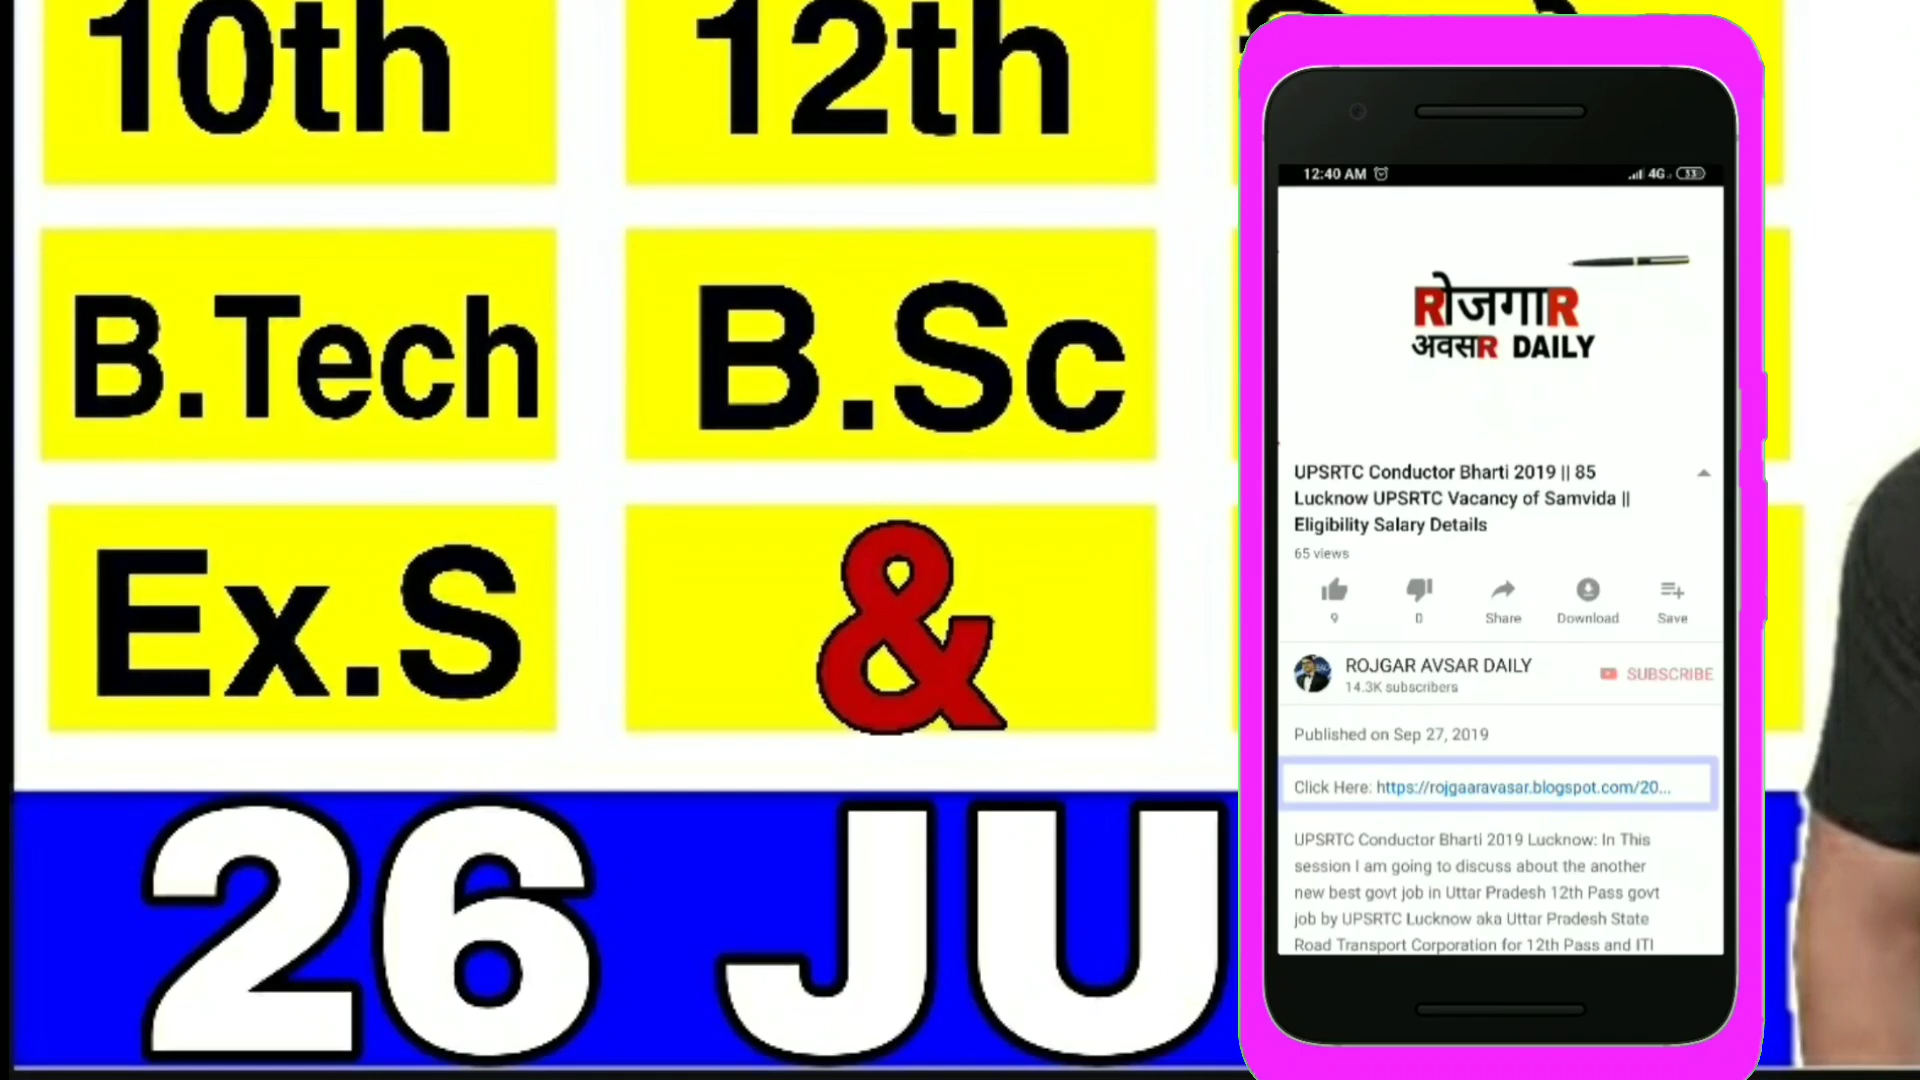 10th
12th
B.Tech
B.Sc
Ex.S
&
26 JU
12:40 AM
4G
33
RोजगाR
अवसR DAILY
UPSRTC Conductor Bharti 2019 || 85
Lucknow UPSRTC Vacancy of Samvida ||
Eligibility Salary Details
65 views
9
0
Share
Download
Save
ROJGAR AVSAR DAILY
14.3K subscribers
SUBSCRIBE
Published on Sep 27, 2019
Click Here: https://rojgaaravasar.blogspot.com/20...
UPSRTC Conductor Bharti 2019 Lucknow: In This
session I am going to discuss about the another
new best govt job in Uttar Pradesh 12th Pass govt
job by UPSRTC Lucknow aka Uttar Pradesh State
Road Transport Corporation for 12th Pass and ITI